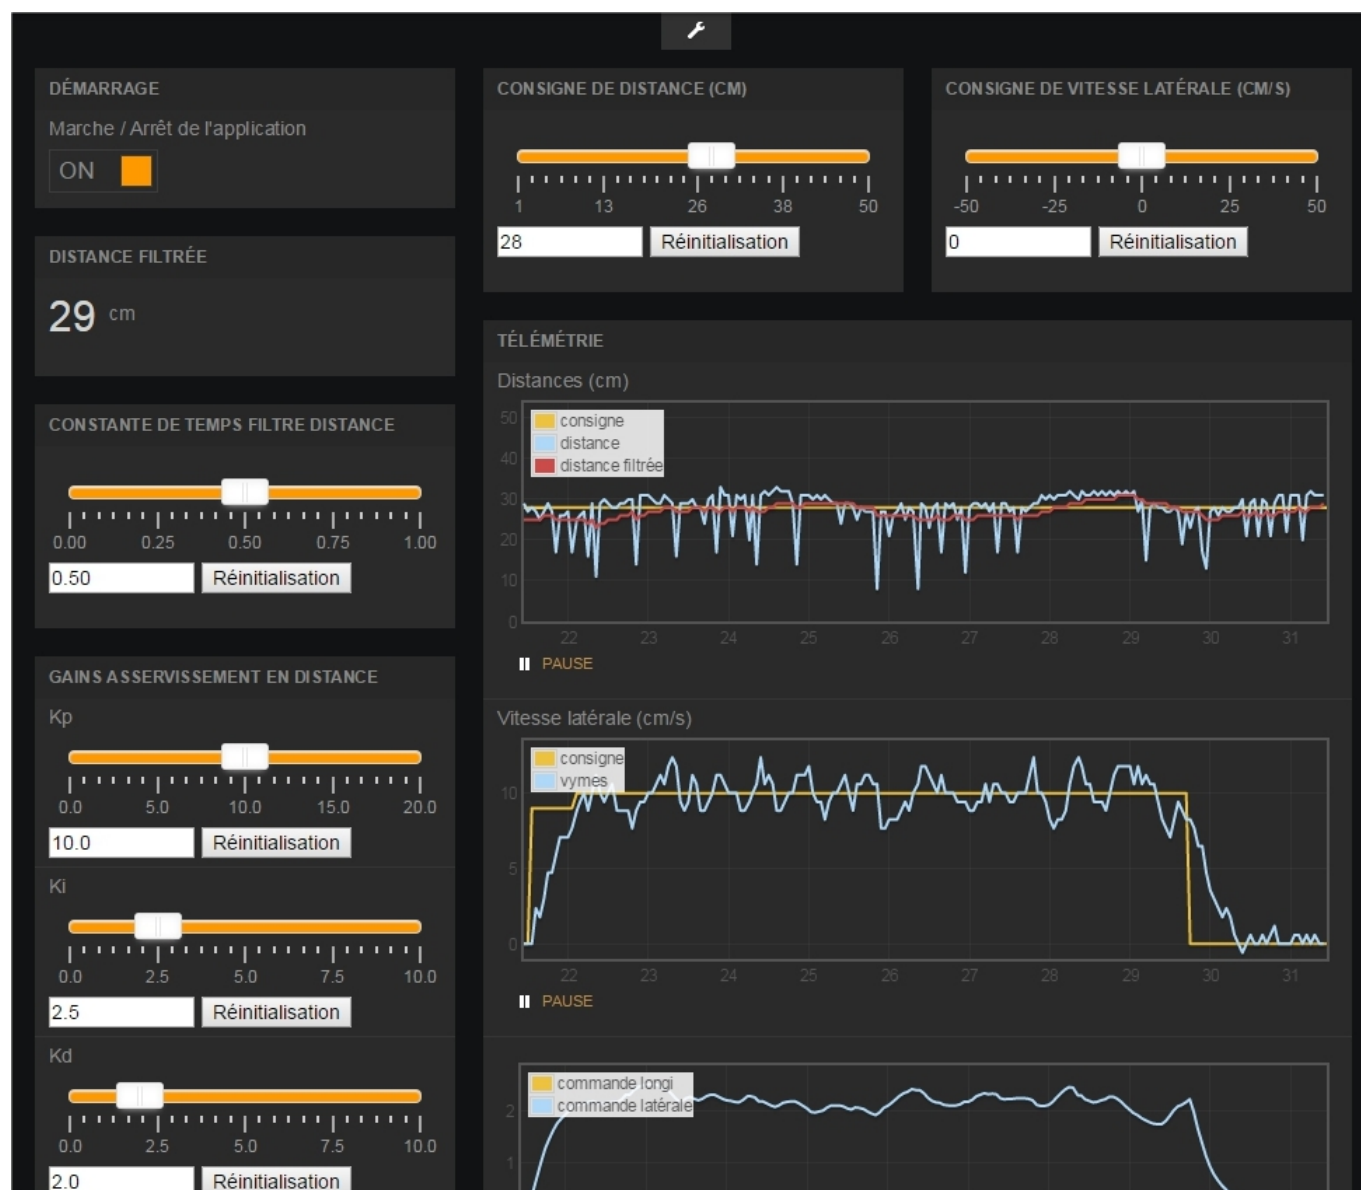 DÉMARRAGE
Marche / Arrêt de l'application
ON
DISTANCE FILTRÉE
29 cm
CONSTANTE DE TEMPS FILTRE DISTANCE
0.00 0.25 0.50 0.75 1.00
0.50 Réinitialisation
GAINS ASSERVISSEMENT EN DISTANCE
Kp
0.0 5.0 10.0 15.0 20.0
10.0 Réinitialisation
Ki
0.0 2.5 5.0 7.5 10.0
2.5 Réinitialisation
Kd
0.0 2.5 5.0 7.5 10.0
2.0 Réinitialisation
CONSIGNE DE DISTANCE (CM)
1 13 26 38 50
28 Réinitialisation
CONSIGNE DE VITESSE LATÉRALE (CM/S)
-50 -25 0 25 50
0 Réinitialisation
TÉLÉMÉTRIE
Distances (cm)
consigne
distance
distance filtrée
50
40
30
20
10
0
22 23 24 25 26 27 28 29 30 31
PAUSE
Vitesse latérale (cm/s)
consigne
vymes
10
5
0
22 23 24 25 26 27 28 29 30 31
PAUSE
commande longi
commande latérale
2
1